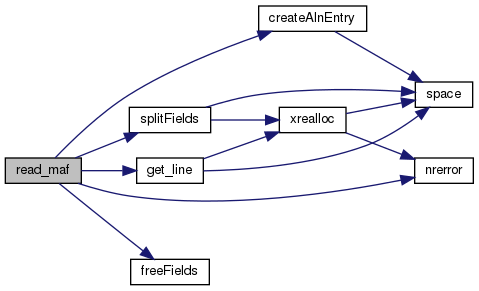 createAlnEntry
space
splitFields
xrealloc
read_maf
get_line
nrerror
freeFields